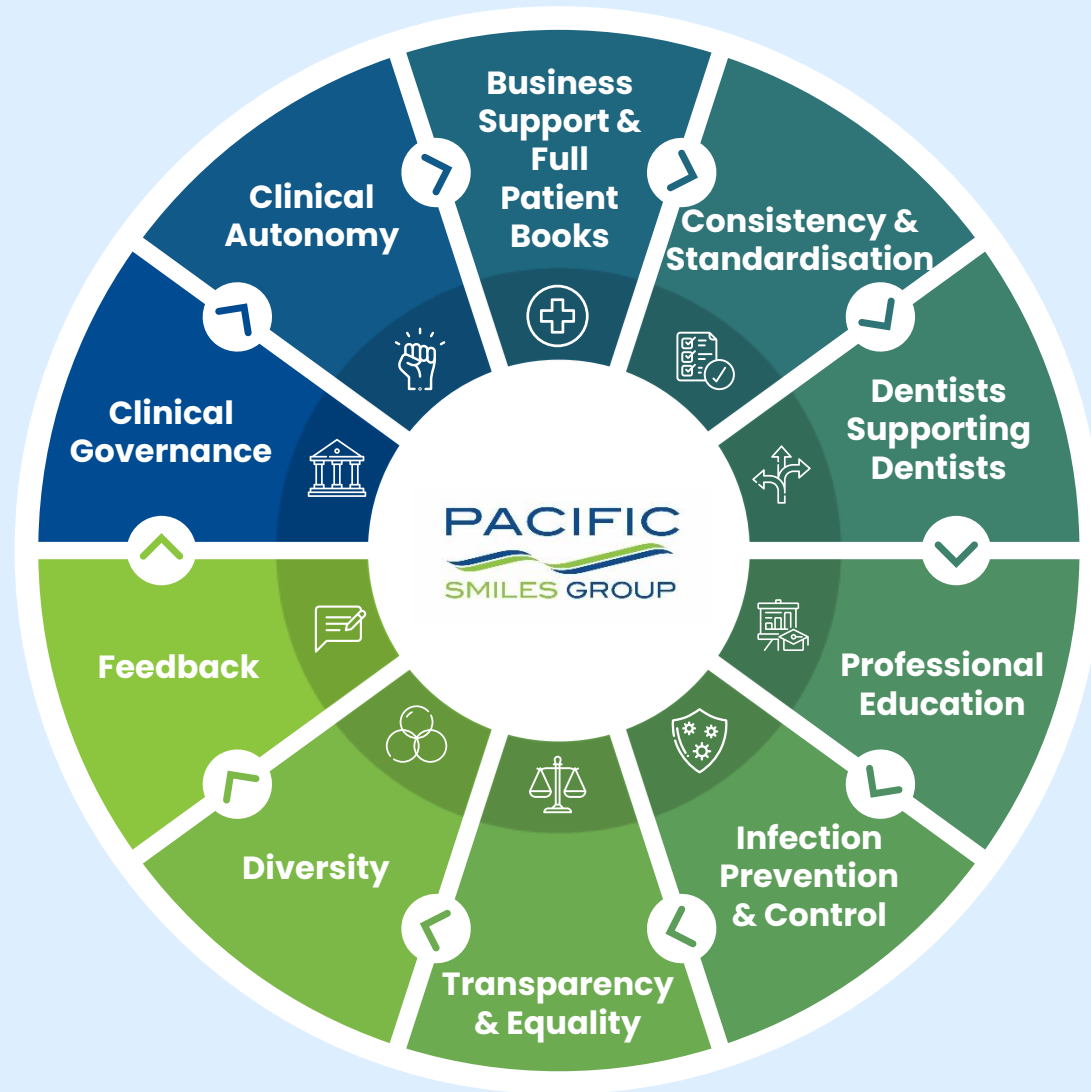 Business
Support &
Full
Patient
Books
Consistency &
Standardisation
Dentists
Supporting
Dentists
Professional
Education
Infection
Prevention
& Control
Transparency
& Equality
Diversity
Feedback
Clinical
Governance
Clinical
Autonomy
PACIFIC
SMILES GROUP